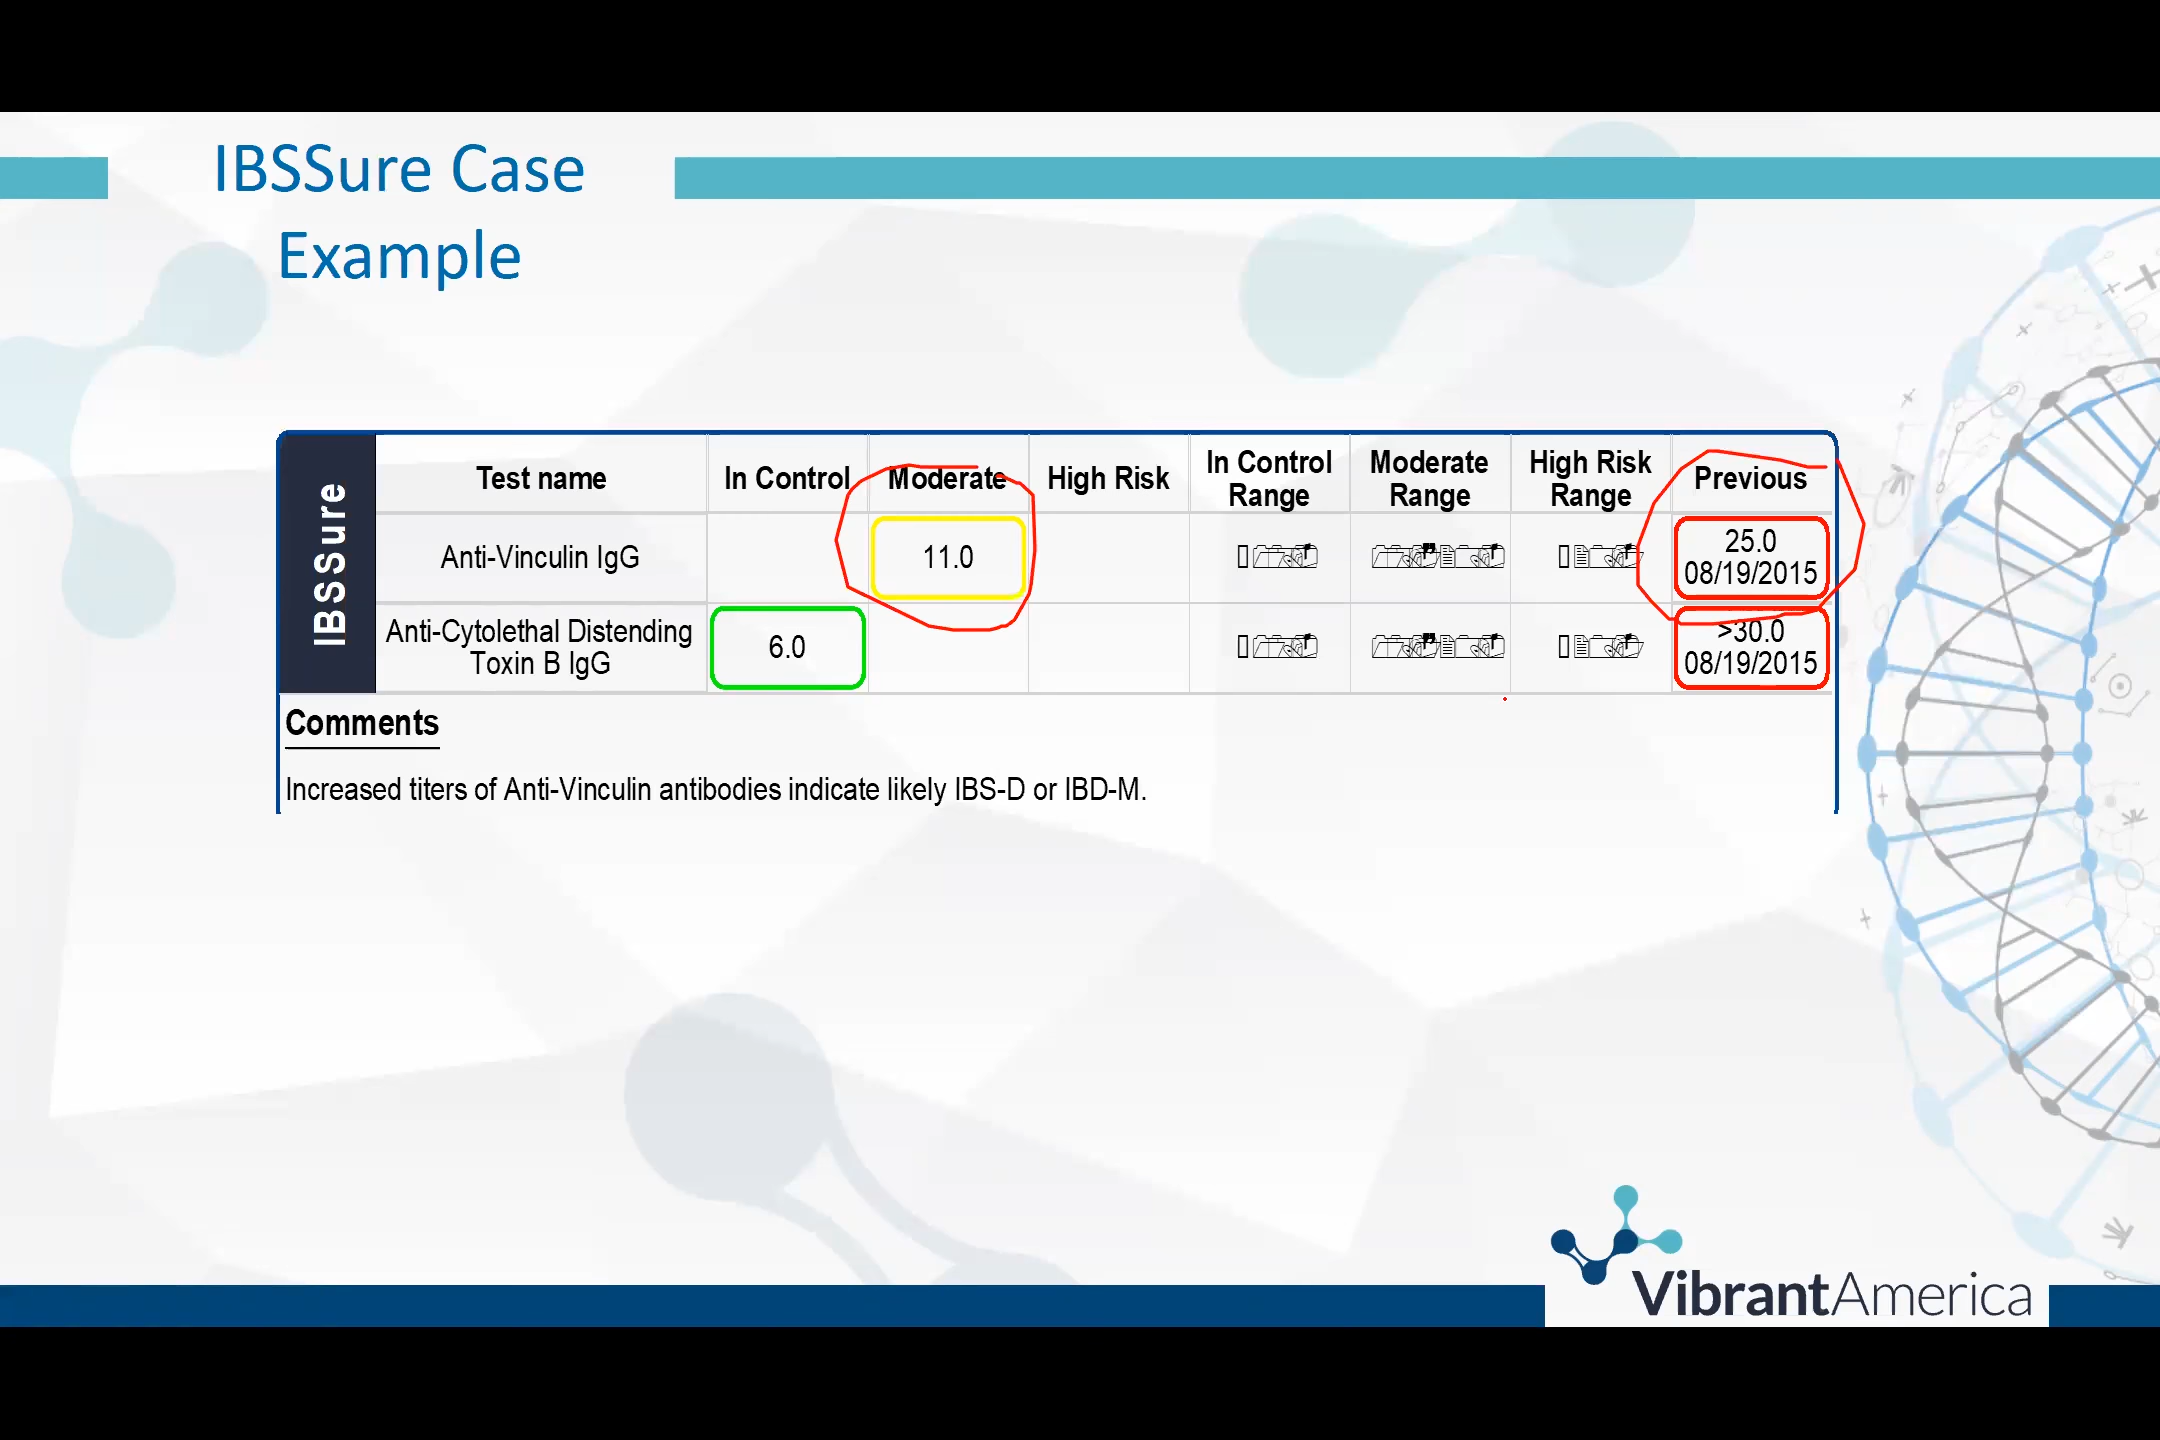 IBSSure Case
Example
IBSSure
Test name In Control Moderate High Risk In Control Range Moderate Range High Risk Range Previous
Anti-Vinculin IgG 11.0 25.0 08/19/2015
Anti-Cytolethal Distending Toxin B IgG 6.0 >30.0 08/19/2015
Comments
Increased titers of Anti-Vinculin antibodies indicate likely IBS-D or IBD-M.
VibrantAmerica